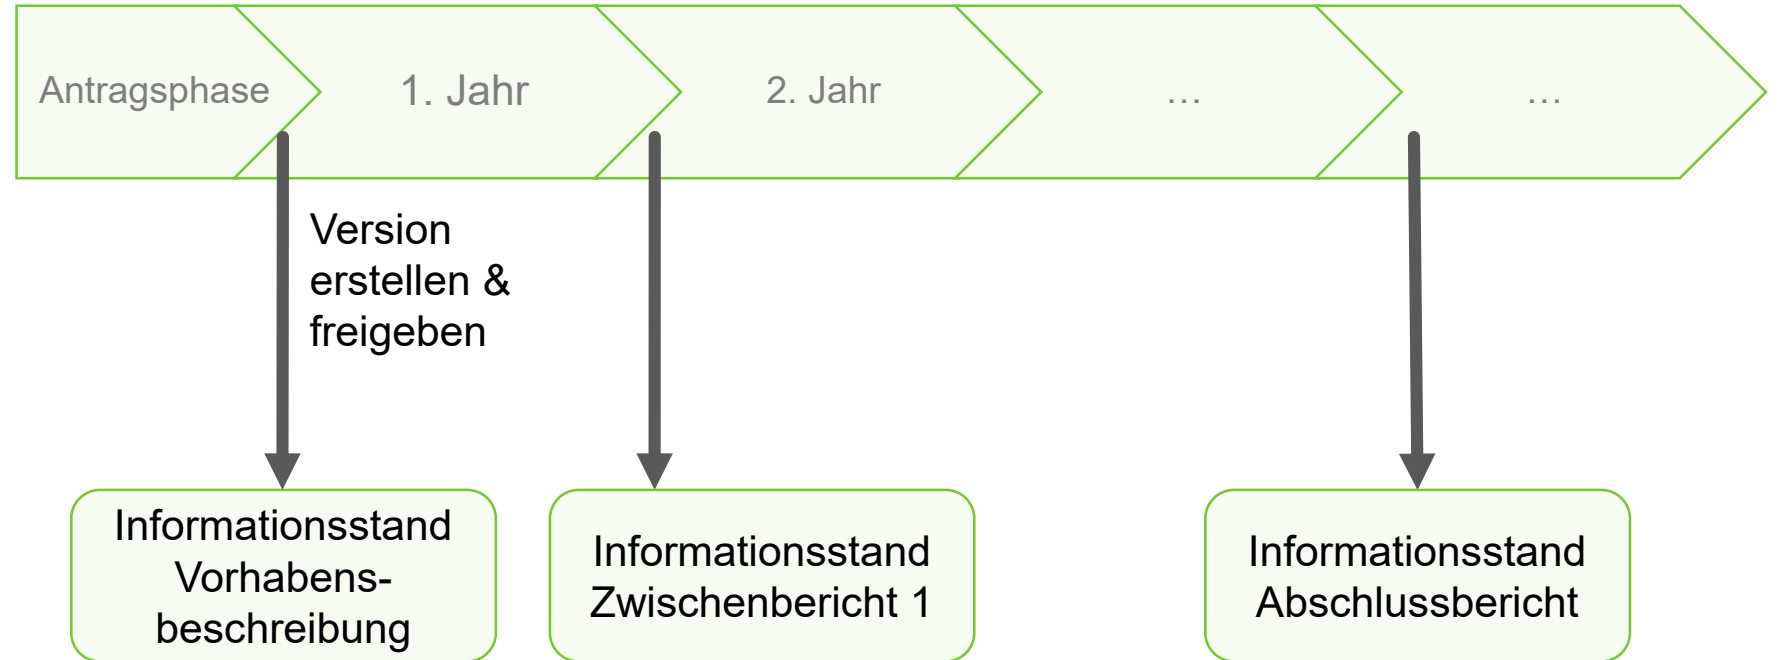 Antragsphase
1. Jahr
2. Jahr
...
...
Version
erstellen &
freigeben
Informationsstand
Vorhabens-
beschreibung
Informationsstand
Zwischenbericht 1
Informationsstand
Abschlussbericht